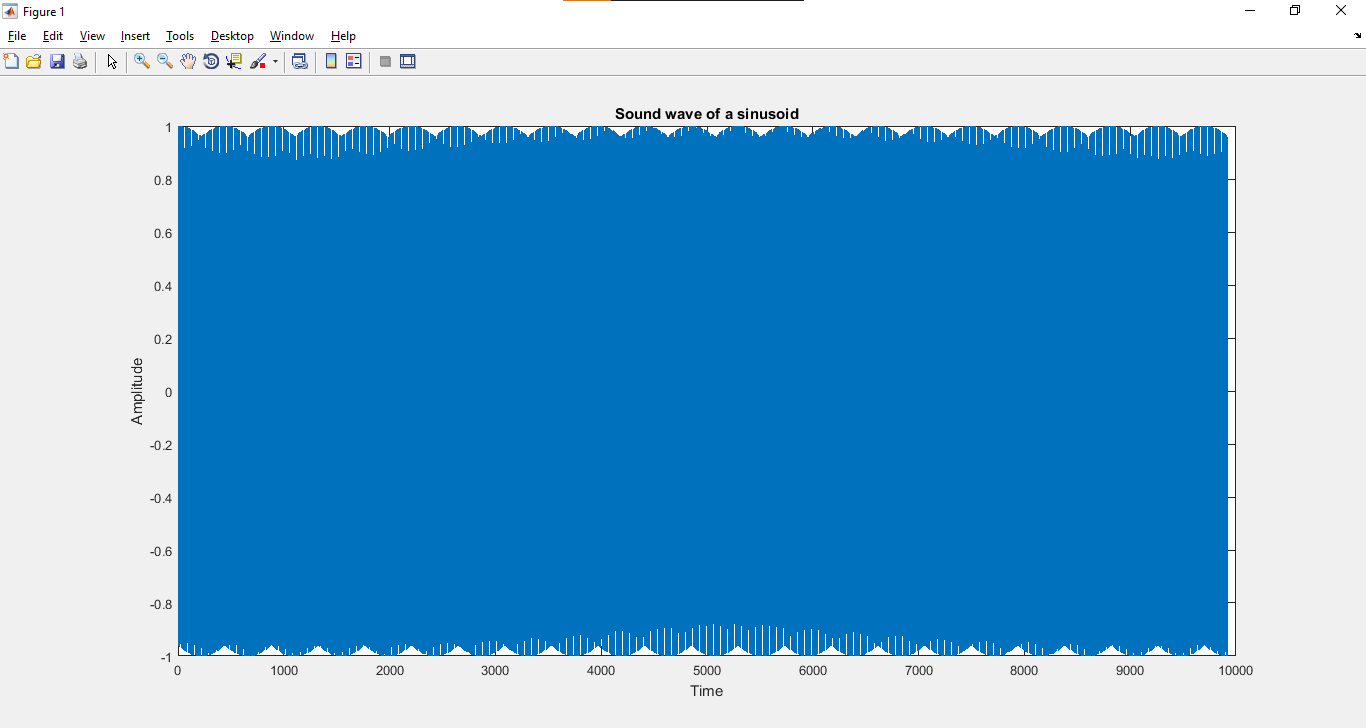 Figure 1
File Edit View Insert Tools Desktop Window Help
Sound wave of a sinusoid
1
0.8
0.6
0.4
0.2
0
-0.2
-0.4
-0.6
-0.8
-1
Amplitude
0 1000 2000 3000 4000 5000 6000 7000 8000 9000 10000
Time